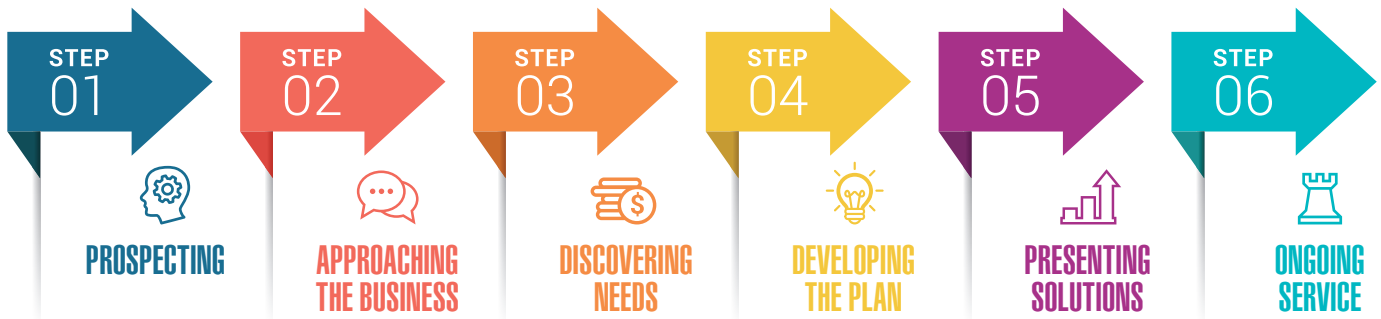 STEP
01
PROSPECTING
STEP
02
APPROACHING
THE BUSINESS
STEP
03
$
DISCOVERING
NEEDS
STEP
04
DEVELOPING
THE PLAN
STEP
05
PRESENTING
SOLUTIONS
STEP
06
ONGOING
SERVICE